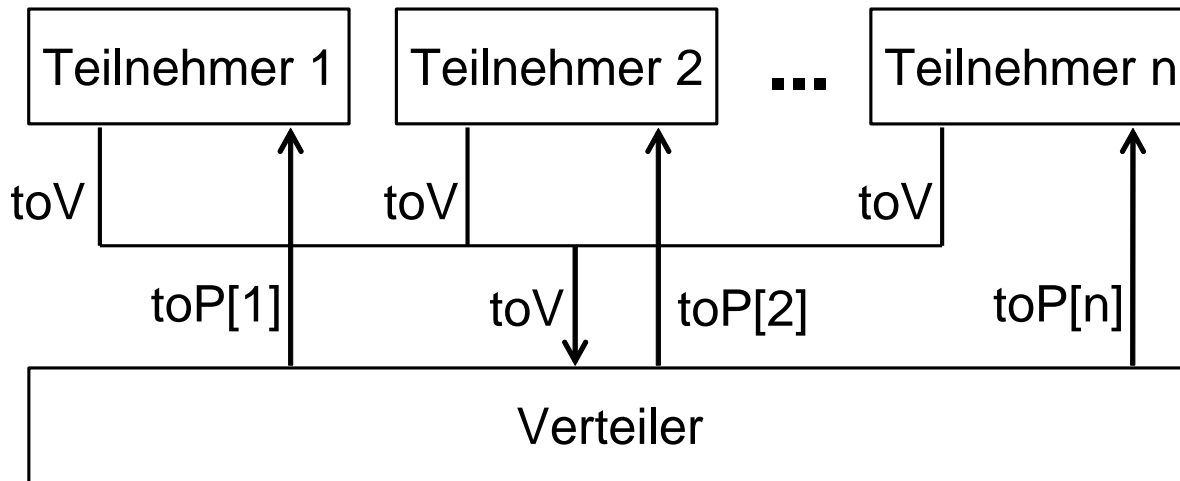 Teilnehmer 1 Teilnehmer 2 ... Teilnehmer n
toV toV toV
toP[1] toV toP[2] toP[n]
Verteiler